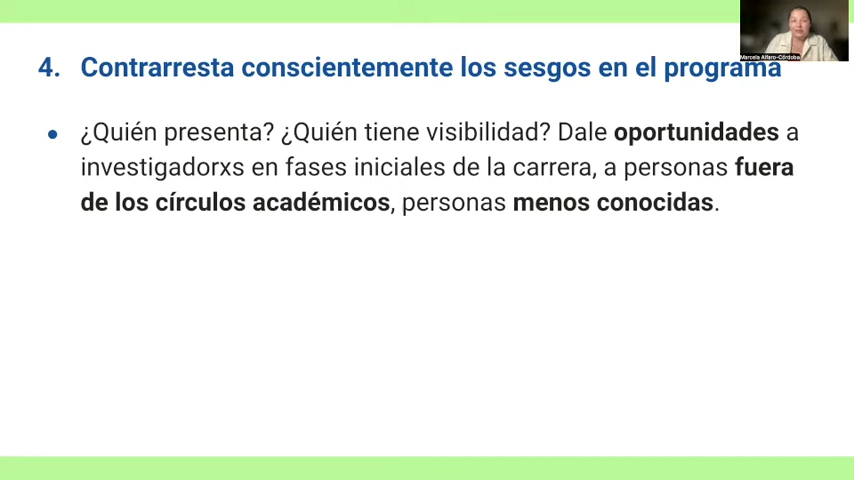 4. Contrarresta conscientemente los sesgos en el programa
● ¿Quién presenta? ¿Quién tiene visibilidad? Dale oportunidades a
investigadorxs en fases iniciales de la carrera, a personas fuera
de los círculos académicos, personas menos conocidas.
Marcela Alfaro-Córdoba